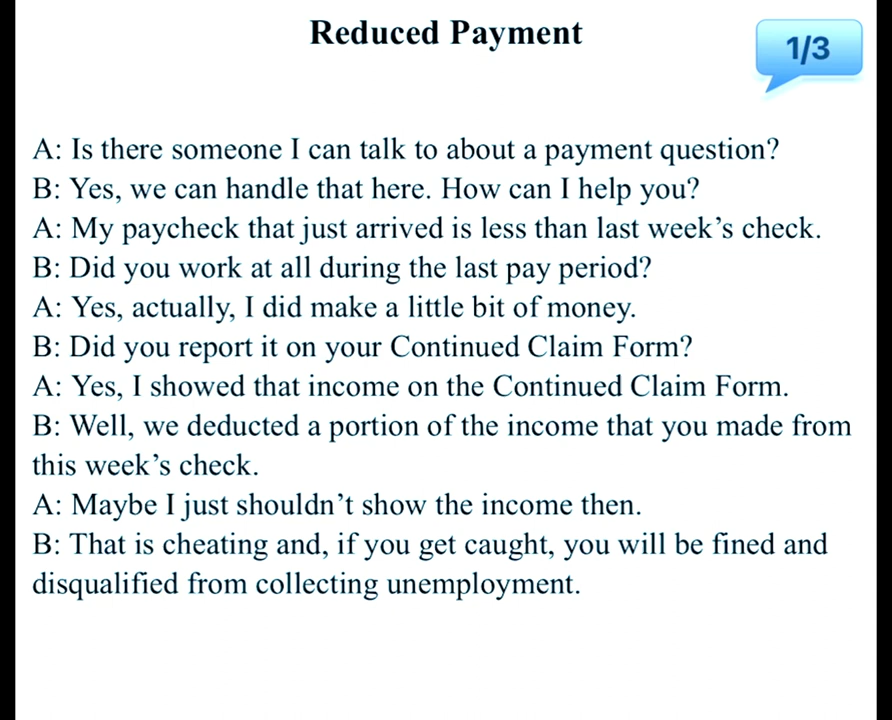 Reduced Payment
1/3
A: Is there someone I can talk to about a payment question?
B: Yes, we can handle that here. How can I help you?
A: My paycheck that just arrived is less than last week’s check.
B: Did you work at all during the last pay period?
A: Yes, actually, I did make a little bit of money.
B: Did you report it on your Continued Claim Form?
A: Yes, I showed that income on the Continued Claim Form.
B: Well, we deducted a portion of the income that you made from
this week’s check.
A: Maybe I just shouldn’t show the income then.
B: That is cheating and, if you get caught, you will be fined and
disqualified from collecting unemployment.